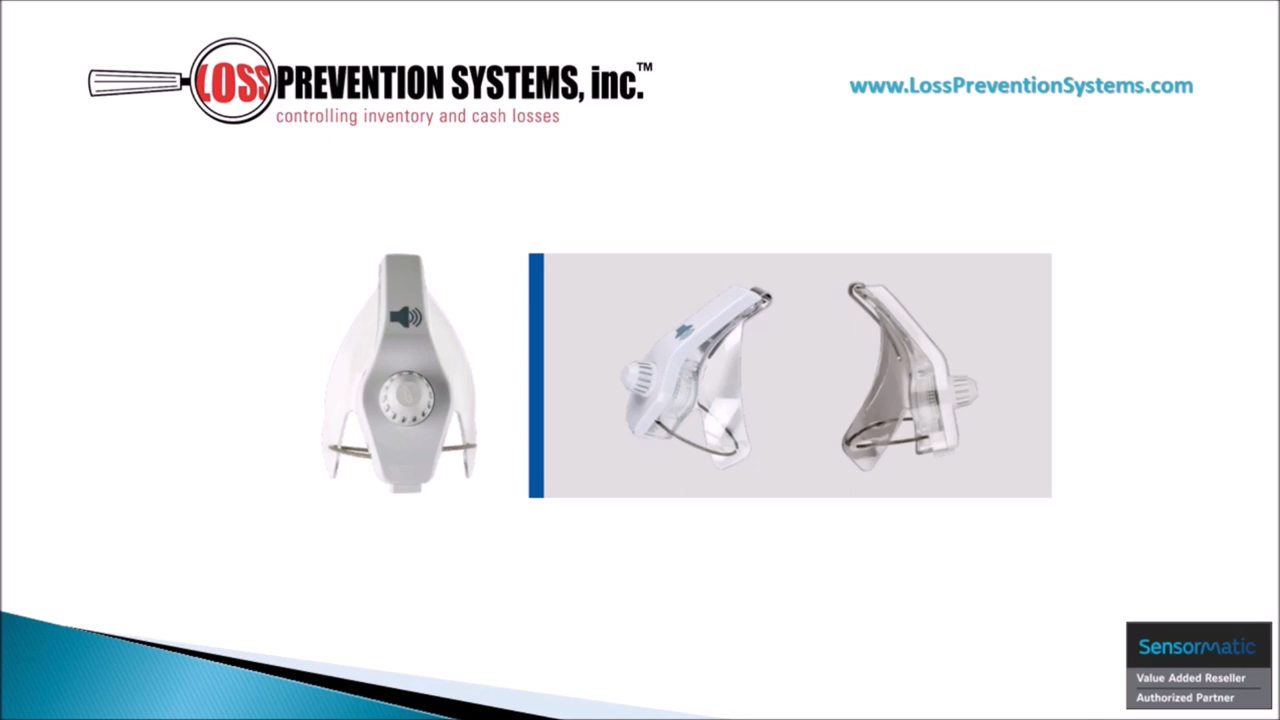 LOSS PREVENTION SYSTEMS, inc.™
controlling inventory and cash losses
www.LossPreventionSystems.com
Sensormatic
Value Added Reseller
Authorized Partner